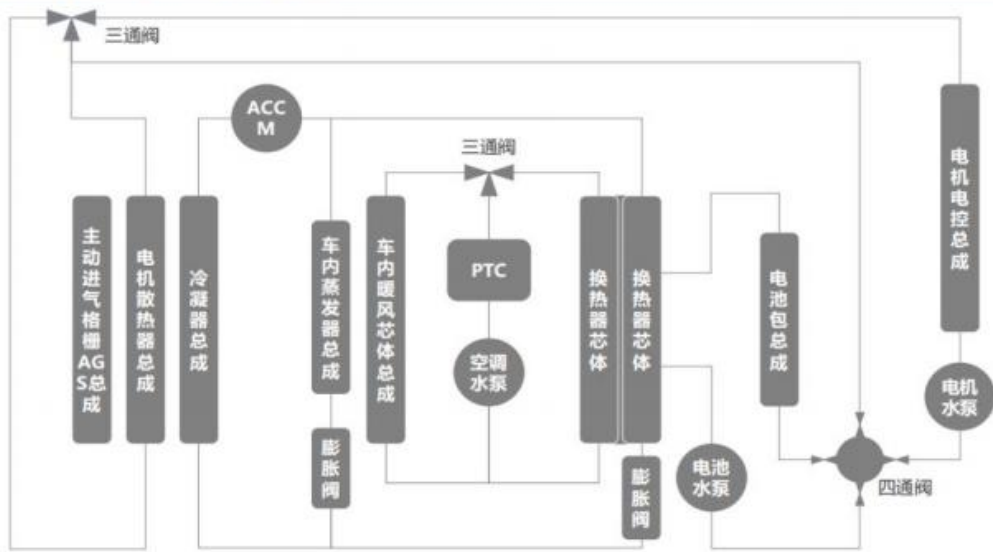 三通阀
ACC
M
三通阀
主动进气格栅AG
S总成
电机散热器总成
冷凝器总成
车内蒸发器总成
车内暖风芯体总成
PTC
空调
水泵
换热器芯体
换热器芯体
电池包总成
电机电控总成
电机
水泵
膨胀阀
膨胀阀
电池
水泵
四通阀